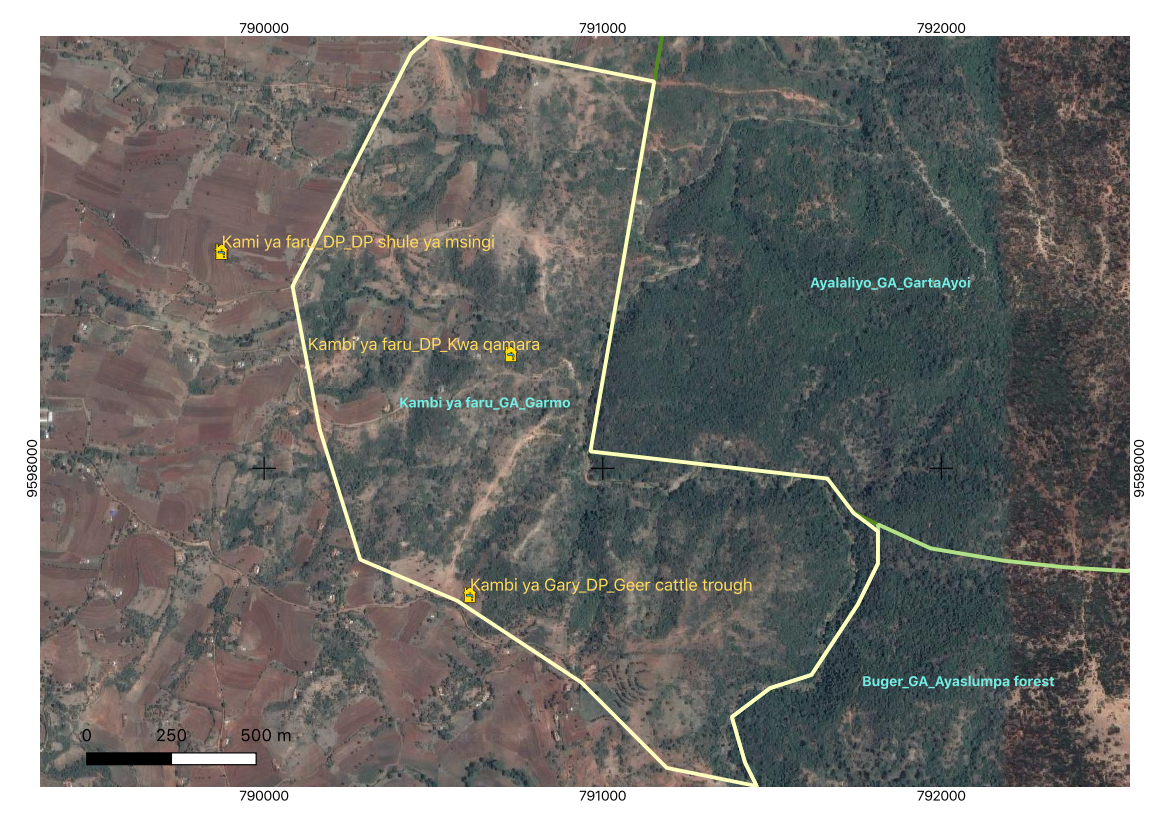 790000
791000
792000
Kami ya faru_DP_DP shule ya msingi
Ayalaliyo_GA_GartaAyoi
Kambi ya faru_DP_Kwa qamara
Kambi ya faru_GA_Garmo
9598000
9598000
Kambi ya Gary_DP_Geer cattle trough
Buger_GA_Ayaslumpa forest
0 250 500 m
790000
791000
792000